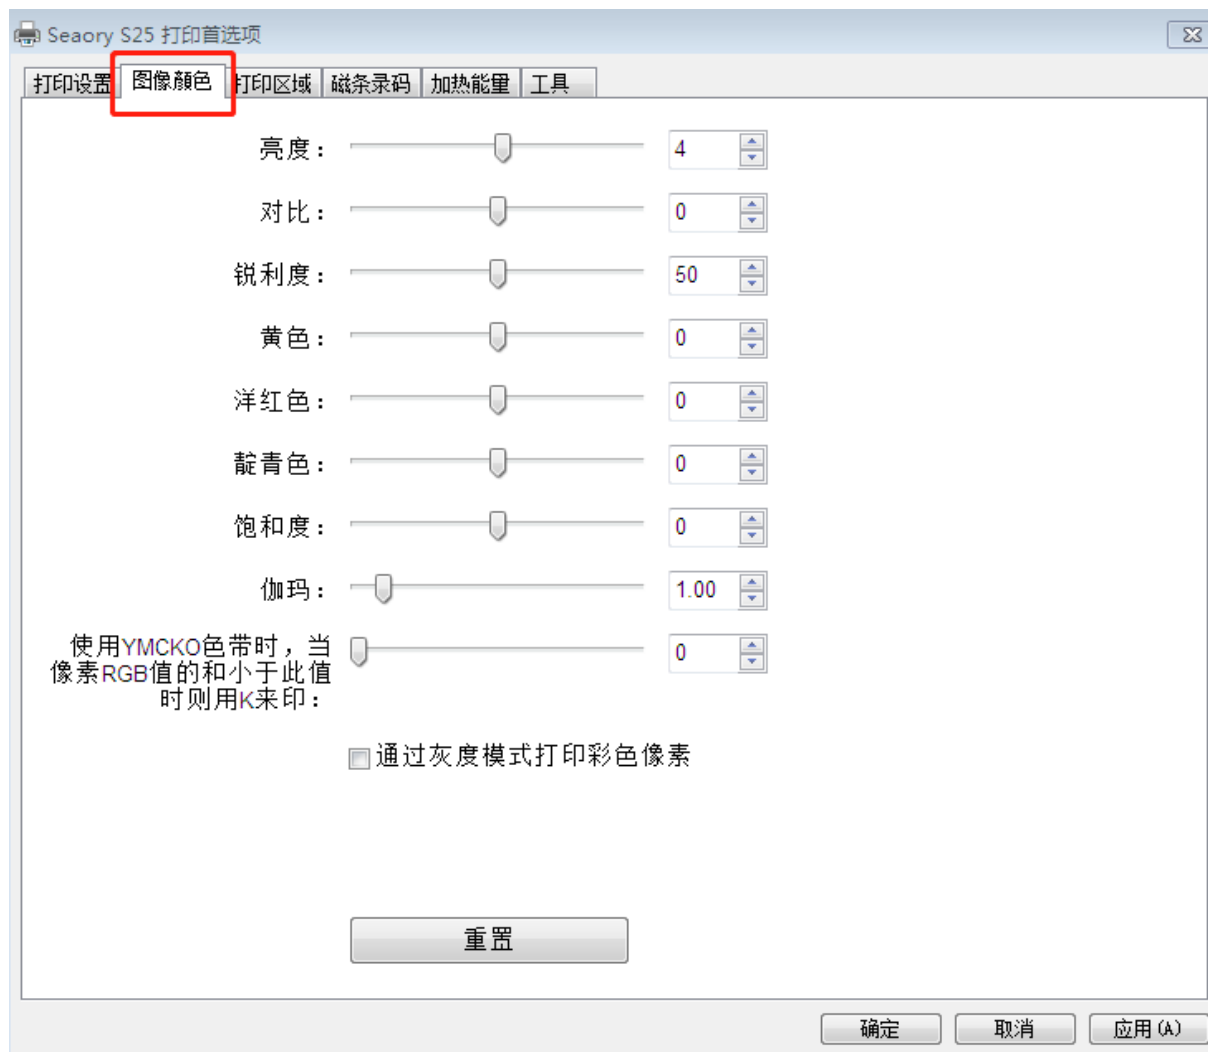 Seaory S25 打印首选项
打印设置 图像顏色 打印区域 磁条录码 加热能量 工具
亮度： 4
对比： 0
锐利度： 50
黄色： 0
洋红色： 0
靛青色： 0
饱和度： 0
伽玛： 1.00
使用YMCKO色带时，当
像素RGB值的和小于此值
时则用K来印： 0
通过灰度模式打印彩色像素
重置
确定 取消 应用(A)